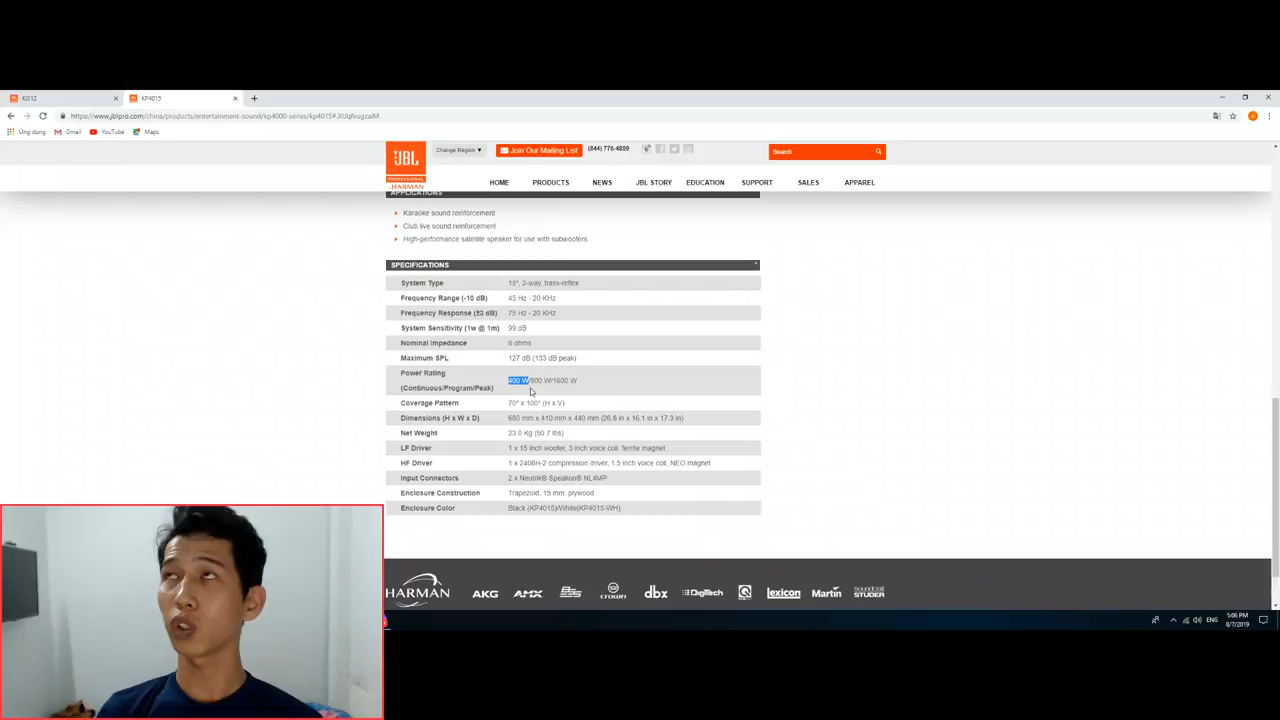 Ki312
KP4015
https://www.jblpro.com/china/products/entertainment-sound/kp4000-series/kp4015#.XUqfvugzaiM
Ứng dụng
Gmail
YouTube
Maps
JBL
PROFESSIONAL
by HARMAN
Change Region ▼
Join Our Mailing List
(844) 776-4889
Search
HOME
PRODUCTS
NEWS
JBL STORY
EDUCATION
SUPPORT
SALES
APPAREL
APPLICATIONS
Karaoke sound reinforcement
Club live sound reinforcement
High-performance satellite speaker for use with subwoofers
SPECIFICATIONS
System Type 15", 2-way, bass-reflex
Frequency Range (-10 dB) 45 Hz - 20 KHz
Frequency Response (±3 dB) 75 Hz - 20 KHz
System Sensitivity (1w @ 1m) 99 dB
Nominal Impedance 8 ohms
Maximum SPL 127 dB (133 dB peak)
Power Rating
(Continuous/Program/Peak) 400 W/800 W/1600 W
Coverage Pattern 70° x 100° (H x V)
Dimensions (H x W x D) 680 mm x 410 mm x 440 mm (26.8 in x 16.1 in x 17.3 in)
Net Weight 23.0 Kg (50.7 lbs)
LF Driver 1 x 15 inch woofer, 3 inch voice coil, ferrite magnet
HF Driver 1 x 2408H-2 compression driver, 1.5 inch voice coil, NEO magnet
Input Connectors 2 x Neutrik® Speakon® NL4MP
Enclosure Construction Trapezoid, 15 mm, plywood
Enclosure Color Black (KP4015)/White(KP4015-WH)
HARMAN
AKG
AMX
BSS
crown
dbx
DigiTech
lexicon
Martin
Soundcraft
STUDER
ENG
5:06 PM
8/7/2019